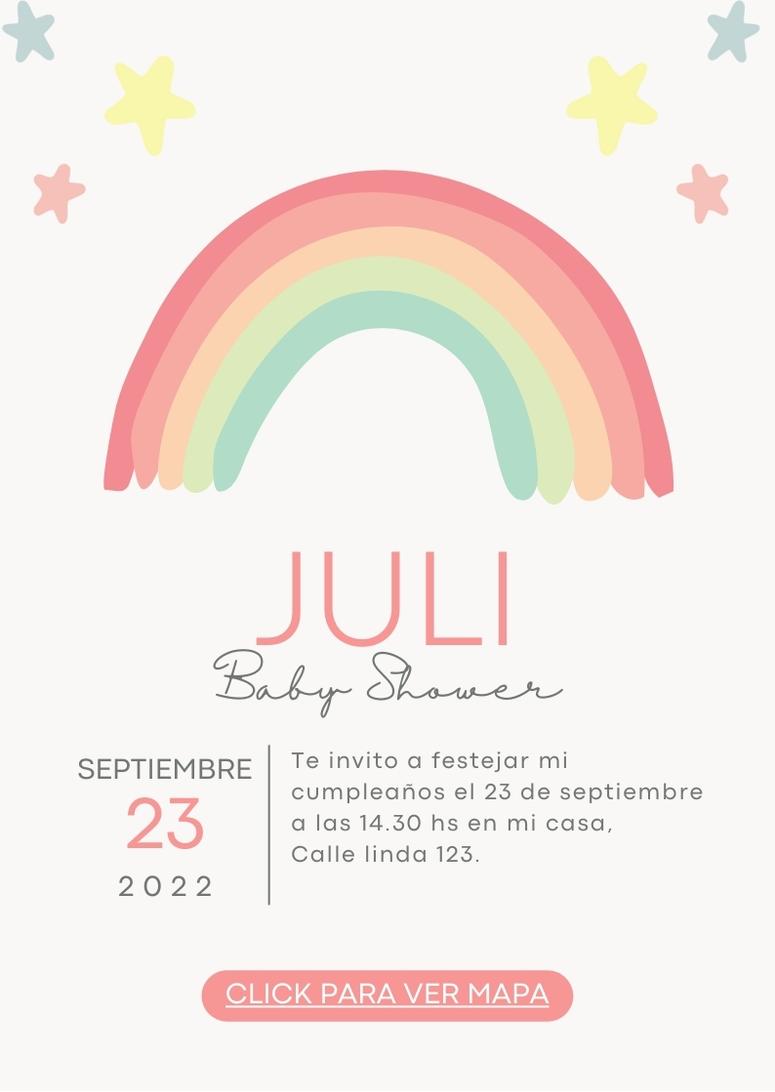 JULI
Baby Shower
SEPTIEMBRE
23
2022
Te invito a festejar mi
cumpleaños el 23 de septiembre
a las 14.30 hs en mi casa,
Calle linda 123.
CLICK PARA VER MAPA